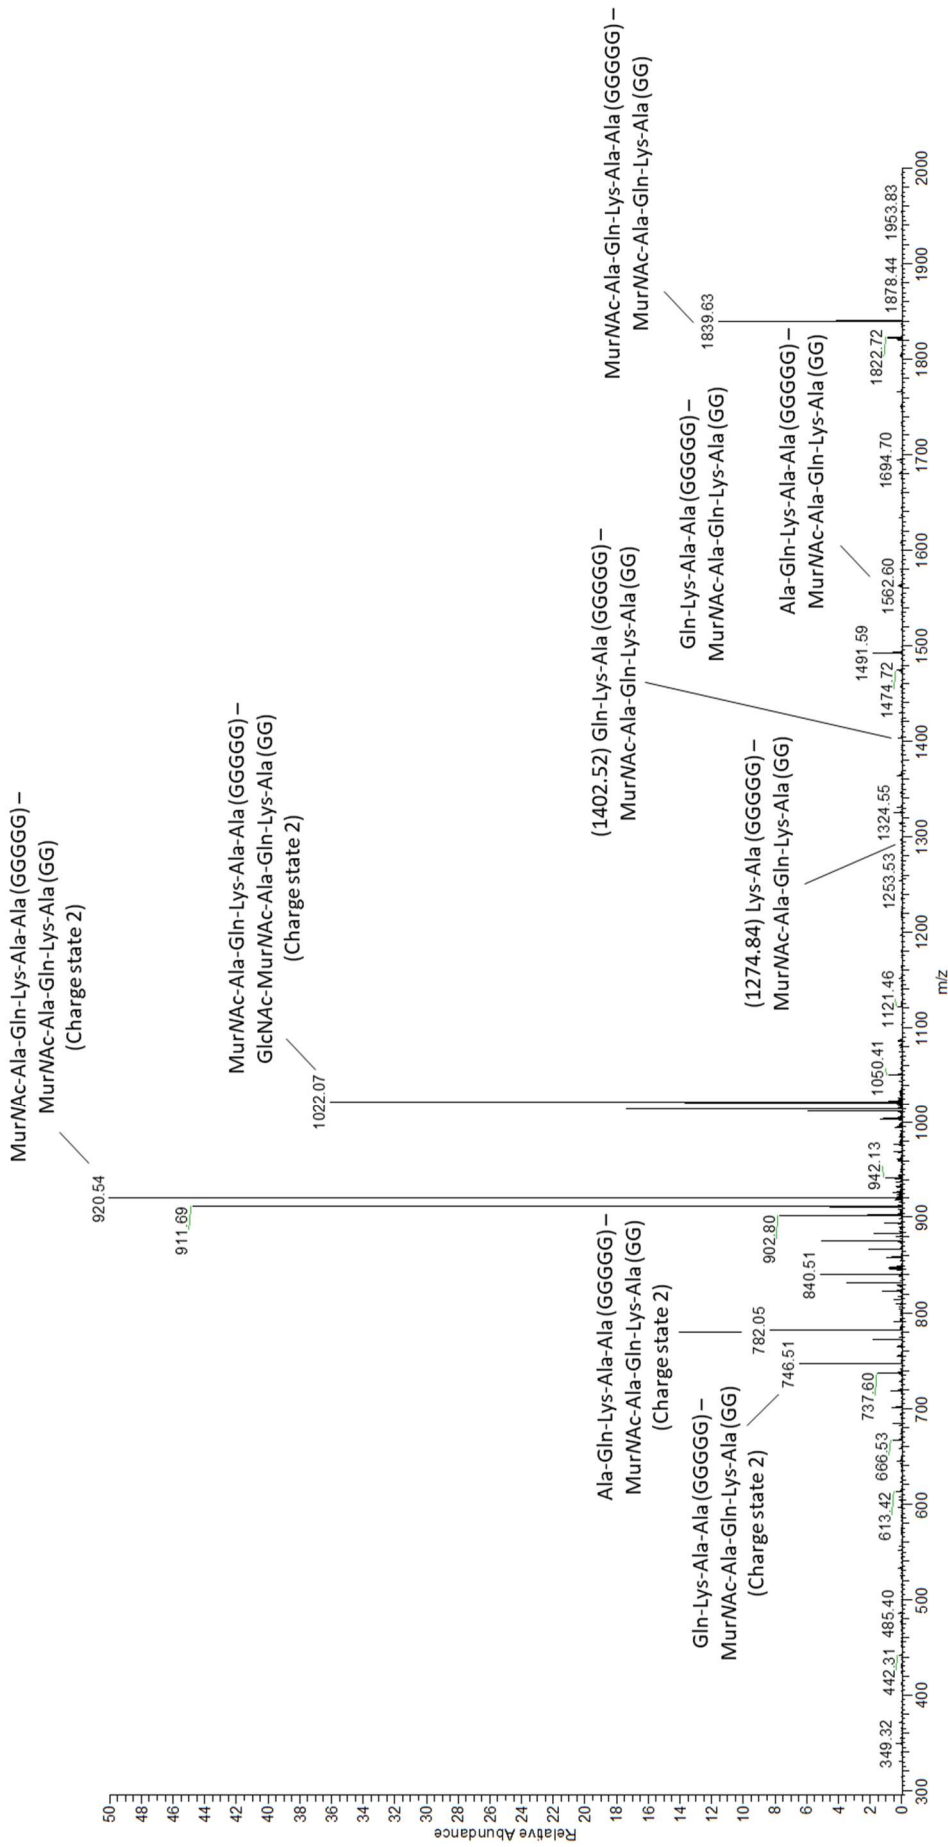 MurNAc-Ala-Gln-Lys-Ala-Ala (GGGGG) –
MurNAc-Ala-Gln-Lys-Ala (GG)
(Charge state 2)
920.54
911.69
MurNAc-Ala-Gln-Lys-Ala-Ala (GGGGG) –
GlcNAc-MurNAc-Ala-Gln-Lys-Ala (GG)
(Charge state 2)
1022.07
MurNAc-Ala-Gln-Lys-Ala-Ala (GGGGG) –
MurNAc-Ala-Gln-Lys-Ala (GG)
1839.63
(1402.52) Gln-Lys-Ala (GGGGG) –
MurNAc-Ala-Gln-Lys-Ala (GG)
Gln-Lys-Ala-Ala (GGGGG) –
MurNAc-Ala-Gln-Lys-Ala (GG)
Ala-Gln-Lys-Ala-Ala (GGGGG) –
MurNAc-Ala-Gln-Lys-Ala (GG)
(1274.84) Lys-Ala (GGGGG) –
MurNAc-Ala-Gln-Lys-Ala (GG)
Ala-Gln-Lys-Ala-Ala (GGGGG) –
MurNAc-Ala-Gln-Lys-Ala (GG)
(Charge state 2)
782.05
Gln-Lys-Ala-Ala (GGGGG) –
MurNAc-Ala-Gln-Lys-Ala (GG)
(Charge state 2)
746.51
349.32
442.31
485.40
613.42
666.53
737.60
840.51
902.80
942.13
1050.41
1121.46
1253.53
1324.55
1474.72
1491.59
1562.60
1694.70
1822.72
1878.44
1953.83
50
48
46
44
42
40
38
36
34
32
30
28
26
24
22
20
18
16
14
12
10
8
6
4
2
0
Relative Abundance
300
400
500
600
700
800
900
1000
1100
1200
1300
1400
1500
1600
1700
1800
1900
2000
m/z